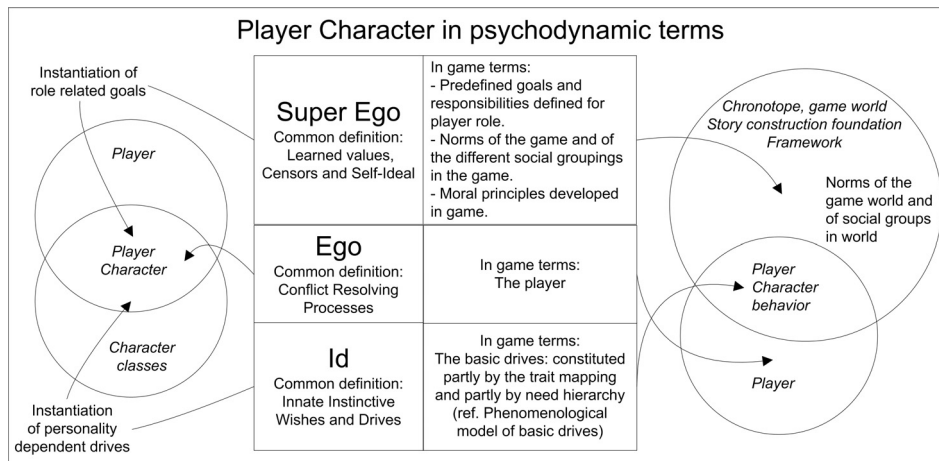 Player Character in psychodynamic terms
Instantiation of
role related goals
Player
Player
Character
Character
classes
Instantiation
of personality
dependent drives
Super Ego
Common definition:
Learned values,
Censors and Self-Ideal
In game terms:
- Predefined goals and
responsibilities defined for
player role.
- Norms of the game and of
the different social groupings
in the game.
- Moral principles developed
in game.
Ego
Common definition:
Conflict Resolving
Processes
In game terms:
The player
Id
Common definition:
Innate Instinctive
Wishes and Drives
In game terms:
The basic drives: constituted
partly by the trait mapping
and partly by need hierarchy
(ref. Phenomenological
model of basic drives)
Chronotope, game world
Story construction foundation
Framework
Norms of the
game world and
of social groups
in world
Player
Character
behavior
Player